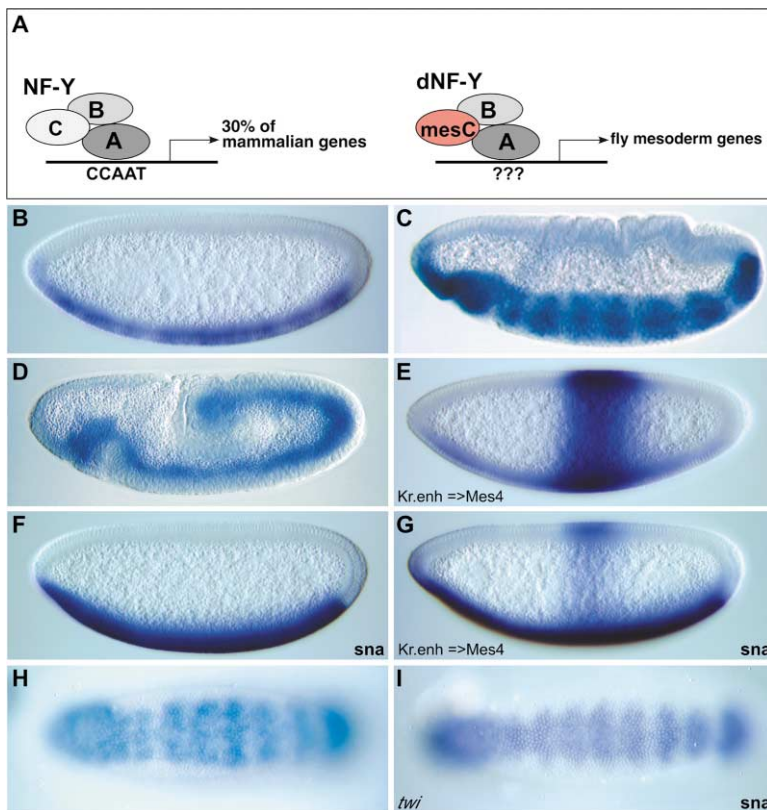 A
NF-Y
B
C
A
CCAAT
30% of
mammalian genes
dNF-Y
B
mesC
A
???
fly mesoderm genes
B
C
D
E
Kr.enh =>Mes4
F
sna
G
Kr.enh =>Mes4
sna
H
I
twi
sna